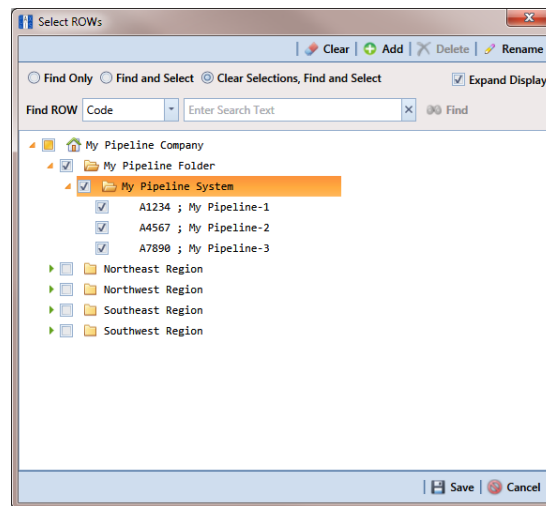 Select ROWs
Clear Add Delete Rename
Find Only Find and Select Clear Selections, Find and Select Expand Display
Find ROW Code Enter Search Text Find
My Pipeline Company
My Pipeline Folder
My Pipeline System
A1234 ; My Pipeline-1
A4567 ; My Pipeline-2
A7890 ; My Pipeline-3
Northeast Region
Northwest Region
Southeast Region
Southwest Region
Save Cancel